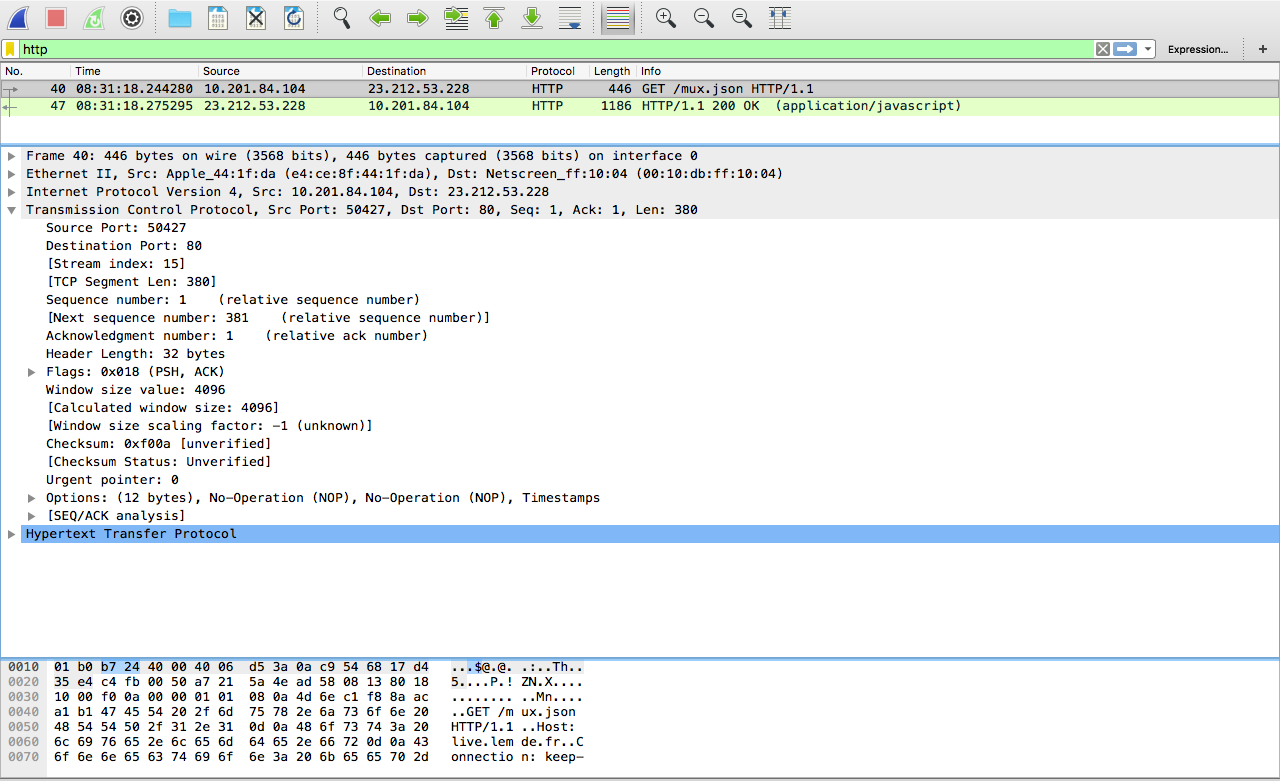 http
Expression...
+
No. Time Source Destination Protocol Length Info
40 08:31:18.244280 10.201.84.104 23.212.53.228 HTTP 446 GET /mux.json HTTP/1.1
47 08:31:18.275295 23.212.53.228 10.201.84.104 HTTP 1186 HTTP/1.1 200 OK (application/javascript)
Frame 40: 446 bytes on wire (3568 bits), 446 bytes captured (3568 bits) on interface 0
Ethernet II, Src: Apple_44:1f:da (e4:ce:8f:44:1f:da), Dst: Netscreen_ff:10:04 (00:10:db:ff:10:04)
Internet Protocol Version 4, Src: 10.201.84.104, Dst: 23.212.53.228
Transmission Control Protocol, Src Port: 50427, Dst Port: 80, Seq: 1, Ack: 1, Len: 380
Source Port: 50427
Destination Port: 80
[Stream index: 15]
[TCP Segment Len: 380]
Sequence number: 1 (relative sequence number)
[Next sequence number: 381 (relative sequence number)]
Acknowledgment number: 1 (relative ack number)
Header Length: 32 bytes
Flags: 0x018 (PSH, ACK)
Window size value: 4096
[Calculated window size: 4096]
[Window size scaling factor: -1 (unknown)]
Checksum: 0xf00a [unverified]
[Checksum Status: Unverified]
Urgent pointer: 0
Options: (12 bytes), No-Operation (NOP), No-Operation (NOP), Timestamps
[SEQ/ACK analysis]
Hypertext Transfer Protocol
0010 01 b0 b7 24 40 00 40 06 d5 3a 0a c9 54 68 17 d4 ...$@.@. .:..Th..
0020 35 e4 c4 fb 00 50 a7 21 5a 4e ad 58 08 13 80 18 5....P.! ZN.X....
0030 10 00 f0 0a 00 00 01 01 08 0a 4d 6e c1 f8 8a ac ........ ..Mn....
0040 a1 b1 47 45 54 20 2f 6d 75 78 2e 6a 73 6f 6e 20 ..GET /m ux.json
0050 48 54 54 50 2f 31 2e 31 0d 0a 48 6f 73 74 3a 20 HTTP/1.1 ..Host:
0060 6c 69 76 65 2e 6c 65 6d 64 65 2e 66 72 0d 0a 43 live.lem de.fr..C
0070 6f 6e 6e 65 63 74 69 6f 6e 3a 20 6b 65 65 70 2d onnectio n: keep-